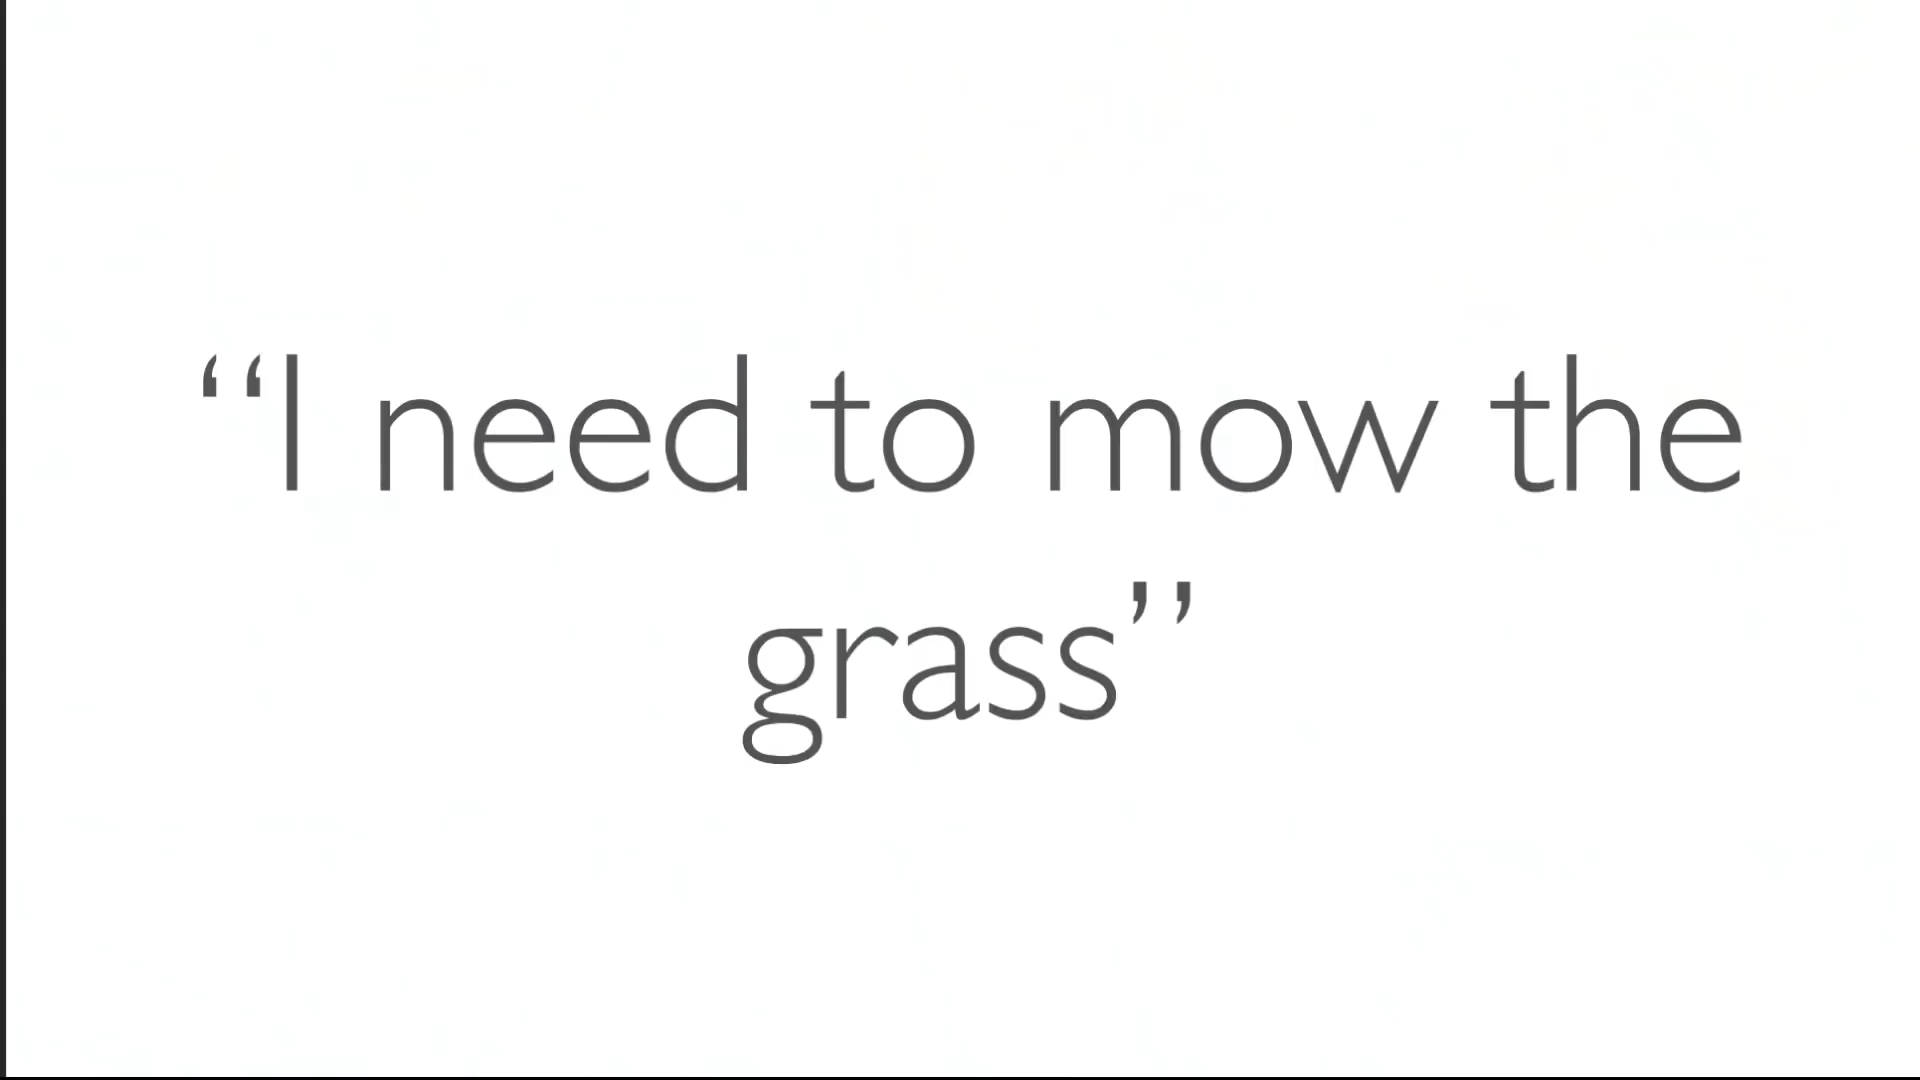 “I need to mow the
grass”